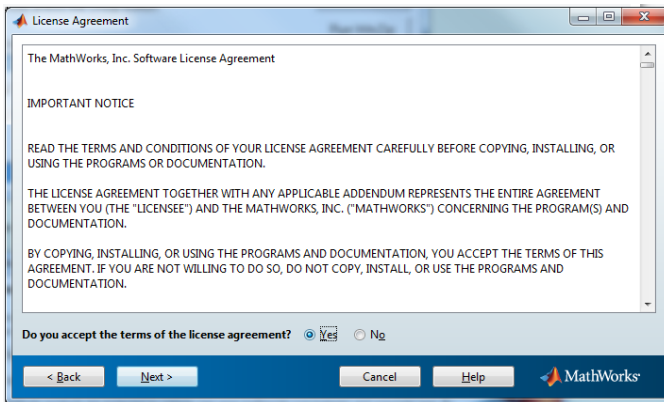 License Agreement
The MathWorks, Inc. Software License Agreement
IMPORTANT NOTICE
READ THE TERMS AND CONDITIONS OF YOUR LICENSE AGREEMENT CAREFULLY BEFORE COPYING, INSTALLING, OR
USING THE PROGRAMS OR DOCUMENTATION.
THE LICENSE AGREEMENT TOGETHER WITH ANY APPLICABLE ADDENDUM REPRESENTS THE ENTIRE AGREEMENT
BETWEEN YOU (THE "LICENSEE") AND THE MATHWORKS, INC. ("MATHWORKS") CONCERNING THE PROGRAM(S) AND
DOCUMENTATION.
BY COPYING, INSTALLING, OR USING THE PROGRAMS AND DOCUMENTATION, YOU ACCEPT THE TERMS OF THIS
AGREEMENT. IF YOU ARE NOT WILLING TO DO SO, DO NOT COPY, INSTALL, OR USE THE PROGRAMS AND
DOCUMENTATION.
Do you accept the terms of the license agreement? Yes No
< Back Next > Cancel Help MathWorks